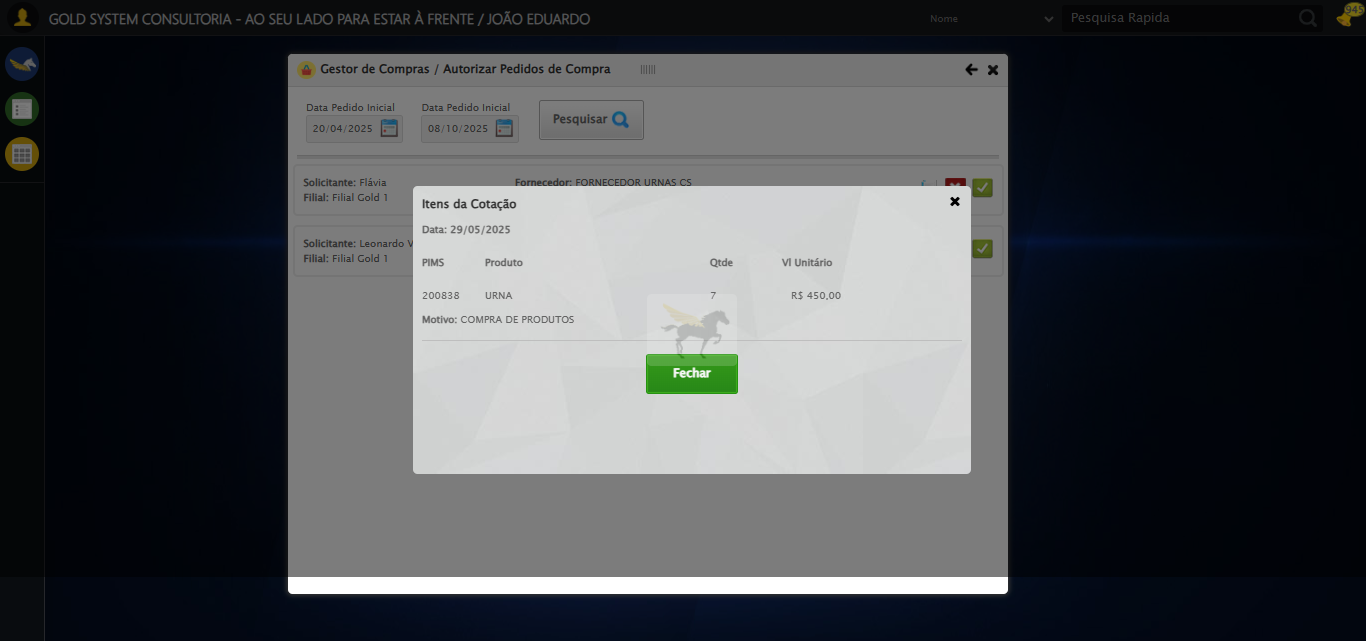 GOLD SYSTEM CONSULTORIA - AO SEU LADO PARA ESTAR À FRENTE / JOÃO EDUARDO
Nome
Pesquisa Rapida
945
Gestor de Compras / Autorizar Pedidos de Compra
Data Pedido Inicial
Data Pedido Inicial
20/04/2025
08/10/2025
Pesquisar
Solicitante: Flávia
Fornecedor: FORNECEDOR URNAS CS
Filial: Filial Gold 1
Solicitante: Leonardo V
Filial: Filial Gold 1
Itens da Cotação
Data: 29/05/2025
PIMS Produto Qtde Vl Unitário
200838 URNA 7 R$ 450,00
Motivo: COMPRA DE PRODUTOS
Fechar